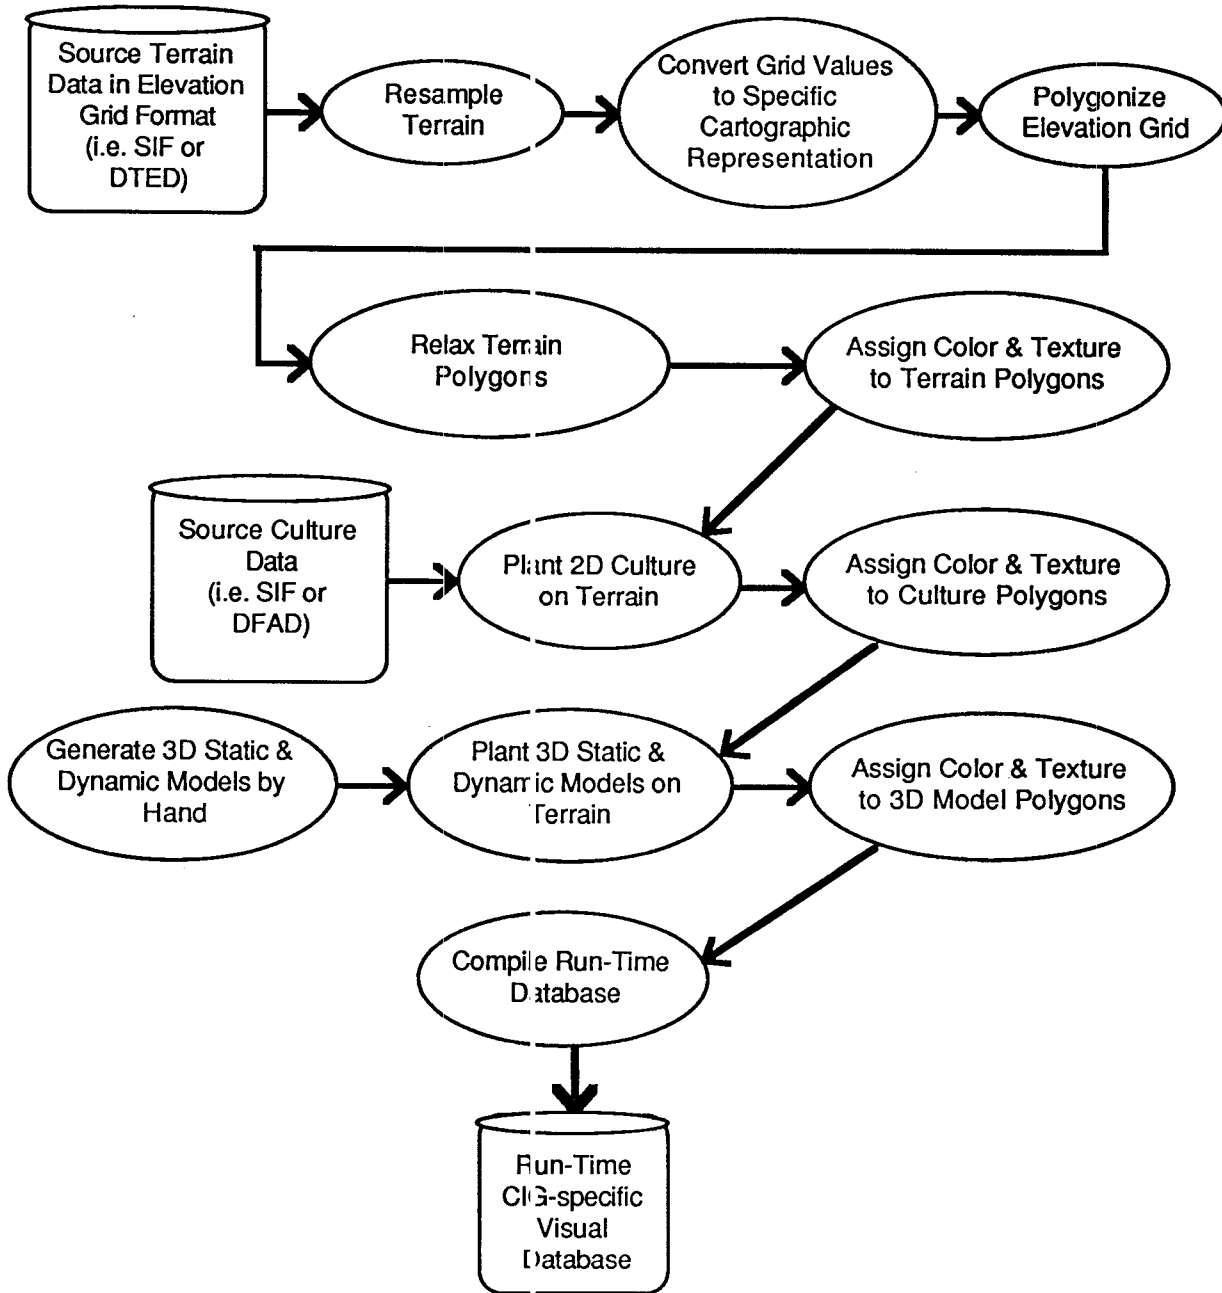 Source Terrain
Data in Elevation
Grid Format
(i.e. SIF or
DTED)
Resample
Terrain
Convert Grid Values
to Specific
Cartographic
Representation
Polygonize
Elevation Grid
Relax Terrain
Polygons
Assign Color & Texture
to Terrain Polygons
Source Culture
Data
(i.e. SIF or
DFAD)
Plant 2D Culture
on Terrain
Assign Color & Texture
to Culture Polygons
Generate 3D Static &
Dynamic Models by
Hand
Plant 3D Static &
Dynamic Models on
Terrain
Assign Color & Texture
to 3D Model Polygons
Compile Run-Time
Database
Run-Time
CIG-specific
Visual
Database